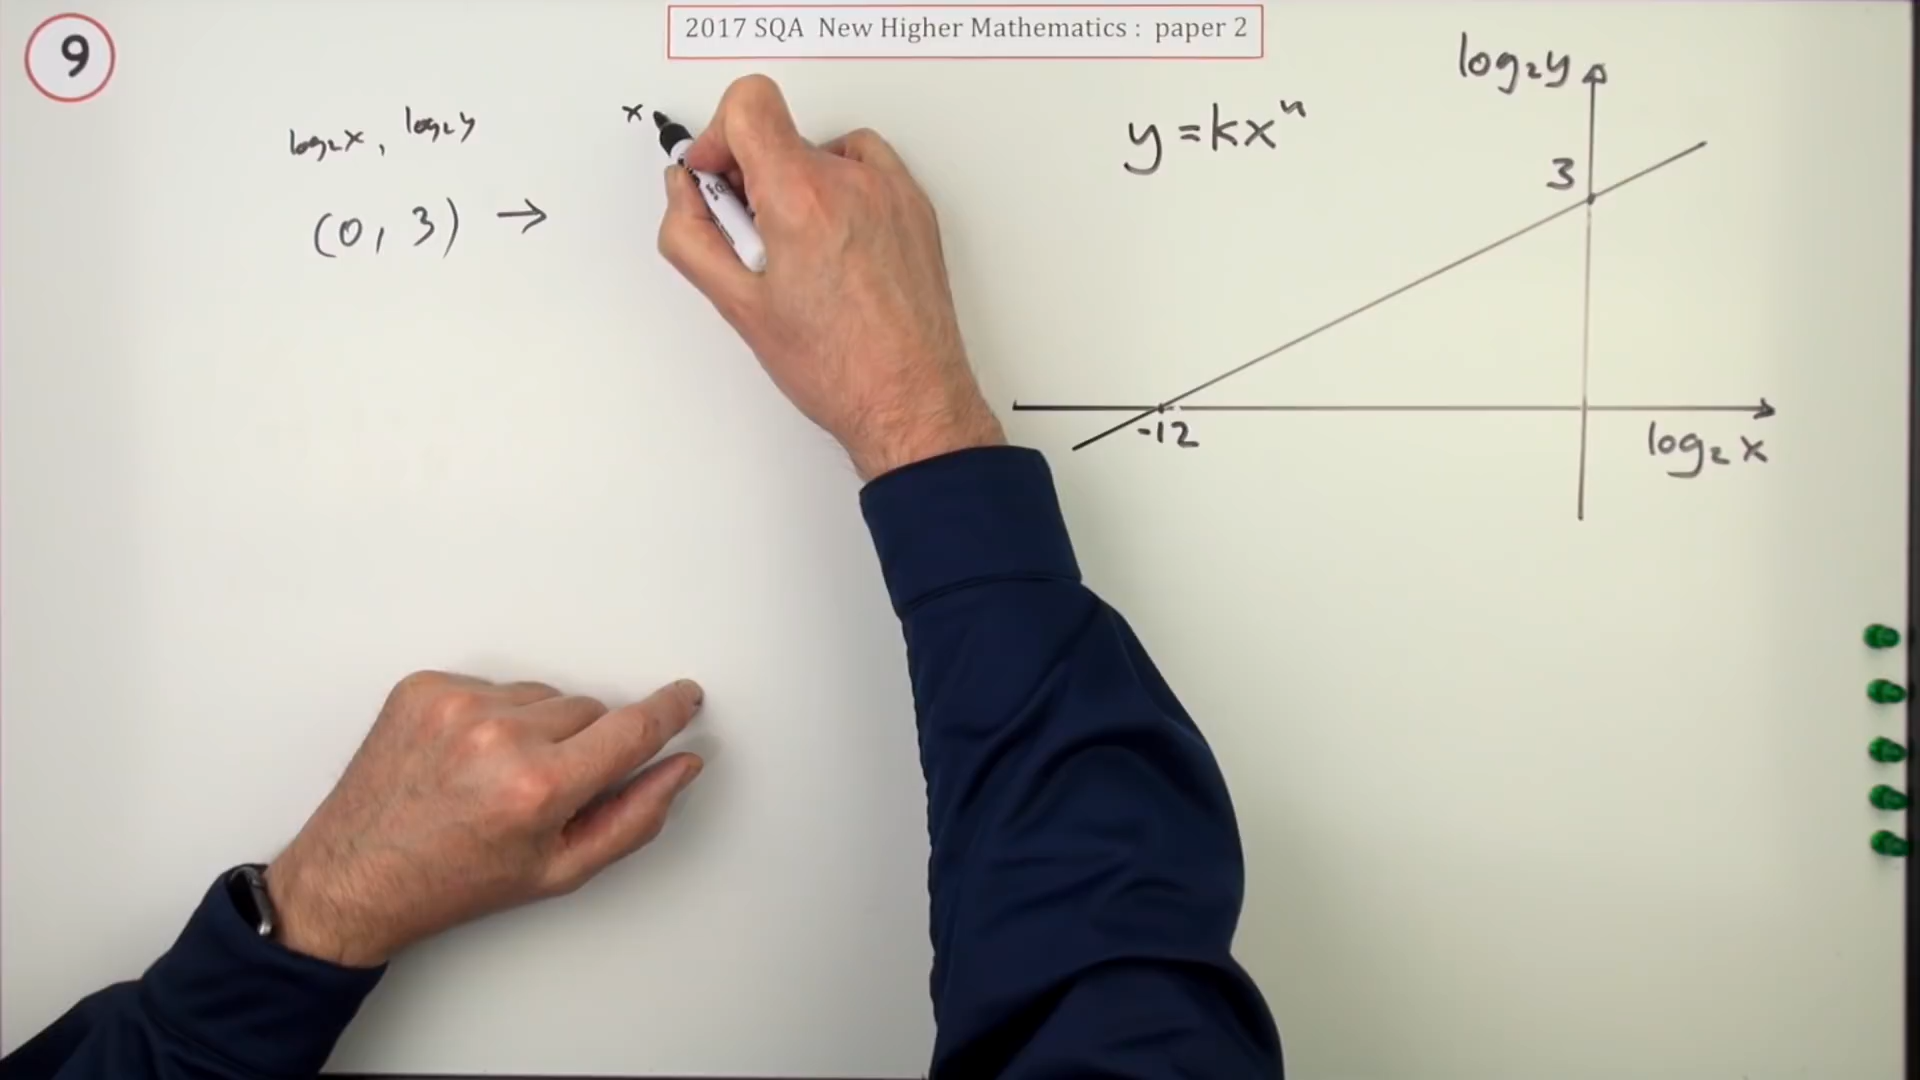 9
2017 SQA New Higher Mathematics : paper 2
log₂x, log₂y
x
(0, 3) →
y = kxⁿ
log₂y
3
-12
log₂x